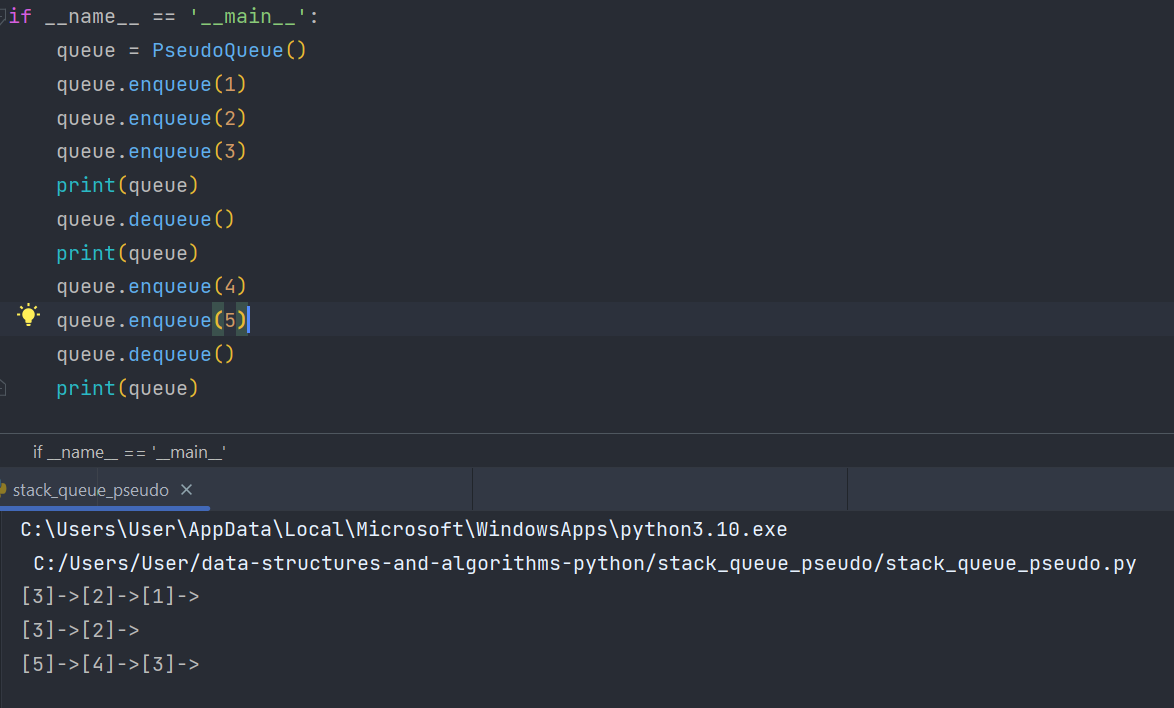 if __name__ == '__main__':
    queue = PseudoQueue()
    queue.enqueue(1)
    queue.enqueue(2)
    queue.enqueue(3)
    print(queue)
    queue.dequeue()
    print(queue)
    queue.enqueue(4)
    queue.enqueue(5)
    queue.dequeue()
    print(queue)
if __name__ == '__main__'
stack_queue_pseudo ×
C:\Users\User\AppData\Local\Microsoft\WindowsApps\python3.10.exe
 C:/Users/User/data-structures-and-algorithms-python/stack_queue_pseudo/stack_queue_pseudo.py
[3]->[2]->[1]->
[3]->[2]->
[5]->[4]->[3]->